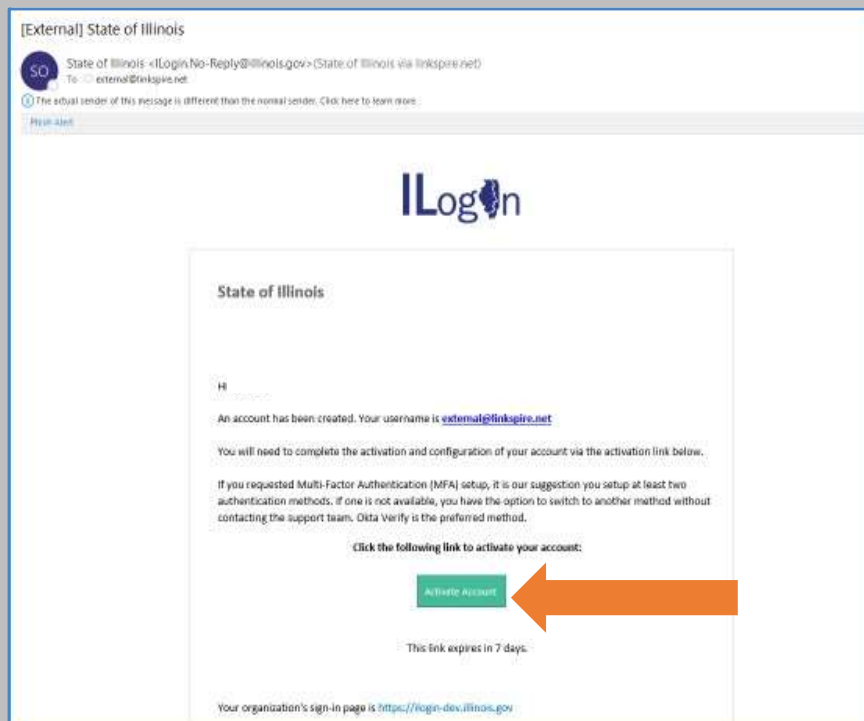 [External] State of Illinois
SO
State of Illinois <ILogin.No-Reply@illinois.gov>(State of Illinois via linkspire.net)
To external@linkspire.net
The actual sender of this message is different than the normal sender. Click here to learn more.
Phish Alert
ILogIn
State of Illinois
Hi
An account has been created. Your username is external@linkspire.net
You will need to complete the activation and configuration of your account via the activation link below.
If you requested Multi-Factor Authentication (MFA) setup, it is our suggestion you setup at least two
authentication methods. If one is not available, you have the option to switch to another method without
contacting the support team. Okta Verify is the preferred method.
Click the following link to activate your account:
Activate Account
This link expires in 7 days.
Your organization's sign-in page is https://ilogin-dev.illinois.gov